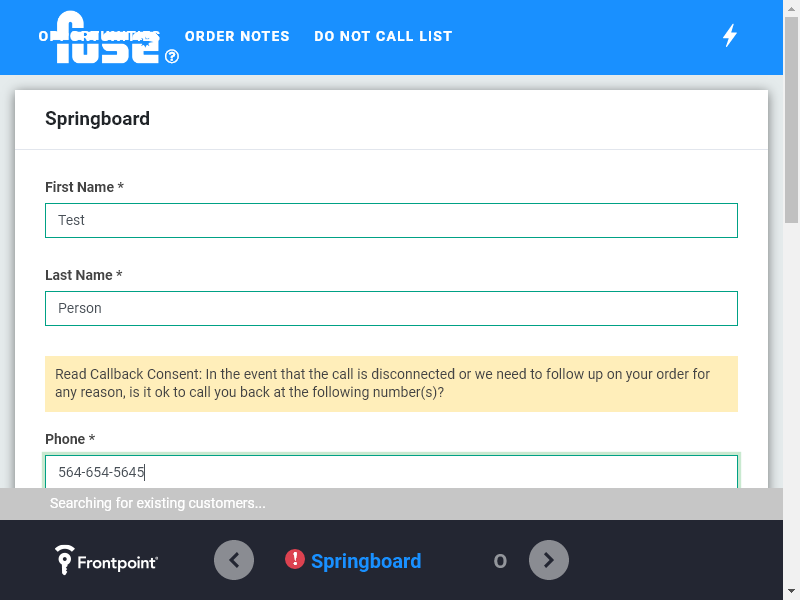 OPPORTUNITIES ORDER NOTES DO NOT CALL LIST
fuse
?
Springboard
First Name *
Test
Last Name *
Person
Read Callback Consent: In the event that the call is disconnected or we need to follow up on your order for
any reason, is it ok to call you back at the following number(s)?
Phone *
564-654-5645
Searching for existing customers...
Frontpoint
! Springboard
O